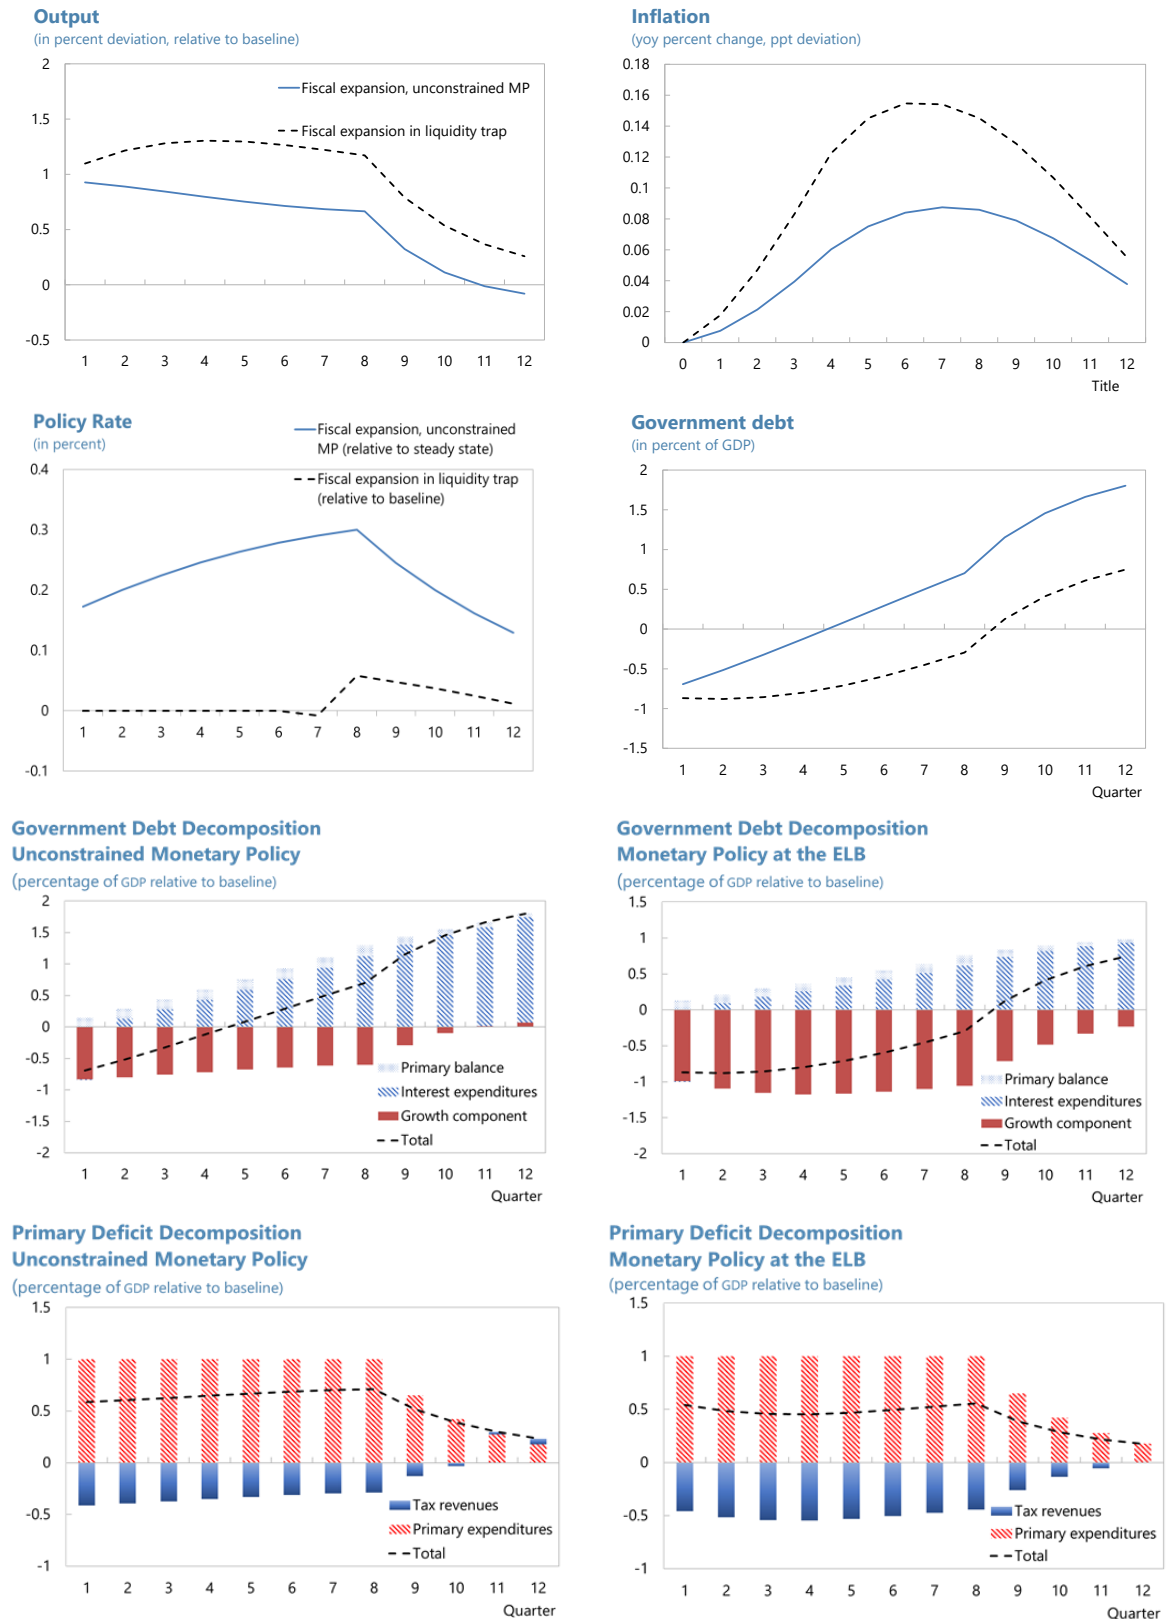 Output
(in percent deviation, relative to baseline)
2
1.5
1
0.5
0
-0.5
Fiscal expansion, unconstrained MP
Fiscal expansion in liquidity trap
1 2 3 4 5 6 7 8 9 10 11 12
Inflation
(yoy percent change, ppt deviation)
0.18
0.16
0.14
0.12
0.1
0.08
0.06
0.04
0.02
0
0 1 2 3 4 5 6 7 8 9 10 11 12
Title
Policy Rate
(in percent)
Fiscal expansion, unconstrained
MP (relative to steady state)
Fiscal expansion in liquidity trap
(relative to baseline)
0.4
0.3
0.2
0.1
0
-0.1
1 2 3 4 5 6 7 8 9 10 11 12
Government debt
(in percent of GDP)
2
1.5
1
0.5
0
-0.5
-1
-1.5
1 2 3 4 5 6 7 8 9 10 11 12
Quarter
Government Debt Decomposition
Unconstrained Monetary Policy
(percentage of GDP relative to baseline)
2
1.5
1
0.5
0
-0.5
-1
-1.5
-2
Primary balance
Interest expenditures
Growth component
Total
1 2 3 4 5 6 7 8 9 10 11 12
Quarter
Government Debt Decomposition
Monetary Policy at the ELB
(percentage of GDP relative to baseline)
1.5
1
0.5
0
-0.5
-1
-1.5
-2
Primary balance
Interest expenditures
Growth component
Total
1 2 3 4 5 6 7 8 9 10 11 12
Quarter
Primary Deficit Decomposition
Unconstrained Monetary Policy
(percentage of GDP relative to baseline)
1.5
1
0.5
0
-0.5
-1
Tax revenues
Primary expenditures
Total
1 2 3 4 5 6 7 8 9 10 11 12
Quarter
Primary Deficit Decomposition
Monetary Policy at the ELB
(percentage of GDP relative to baseline)
1.5
1
0.5
0
-0.5
-1
Tax revenues
Primary expenditures
Total
1 2 3 4 5 6 7 8 9 10 11 12
Quarter